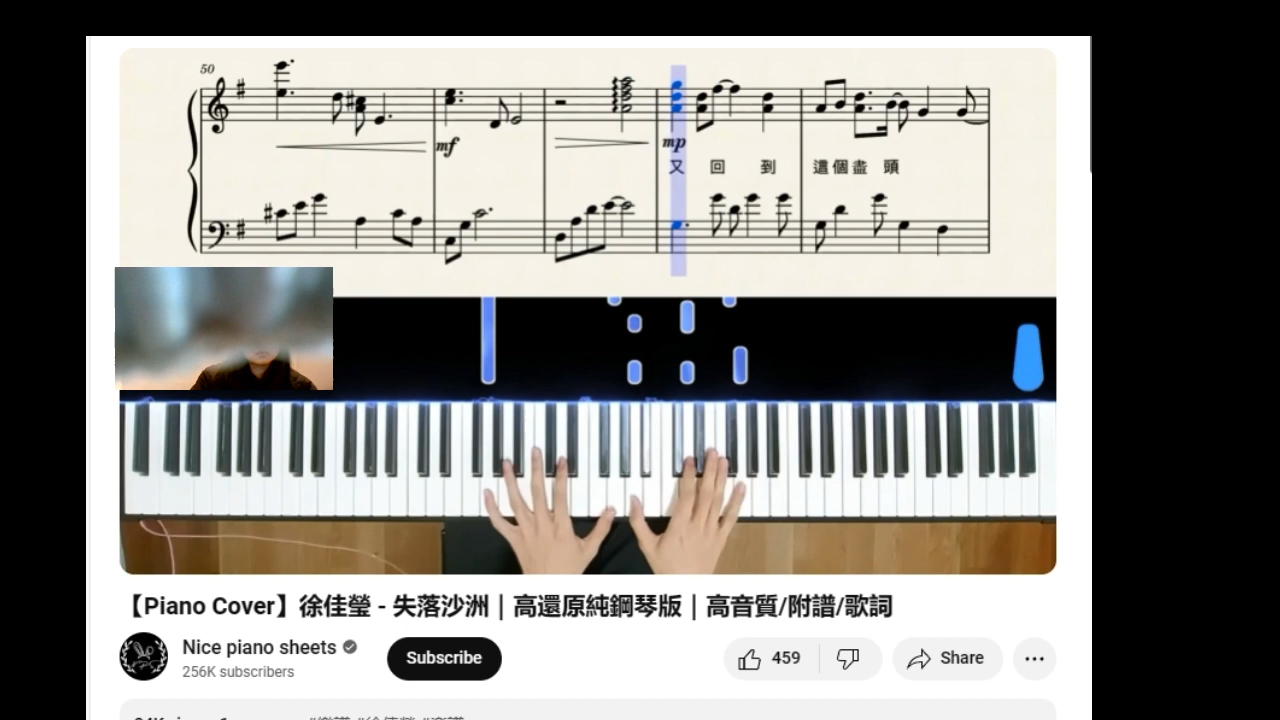 50
mf
mp
又 回 到 這個盡 頭
【Piano Cover】徐佳瑩 - 失落沙洲｜高還原純鋼琴版｜高音質/附譜/歌詞
Nice piano sheets
256K subscribers
Subscribe
459
Share